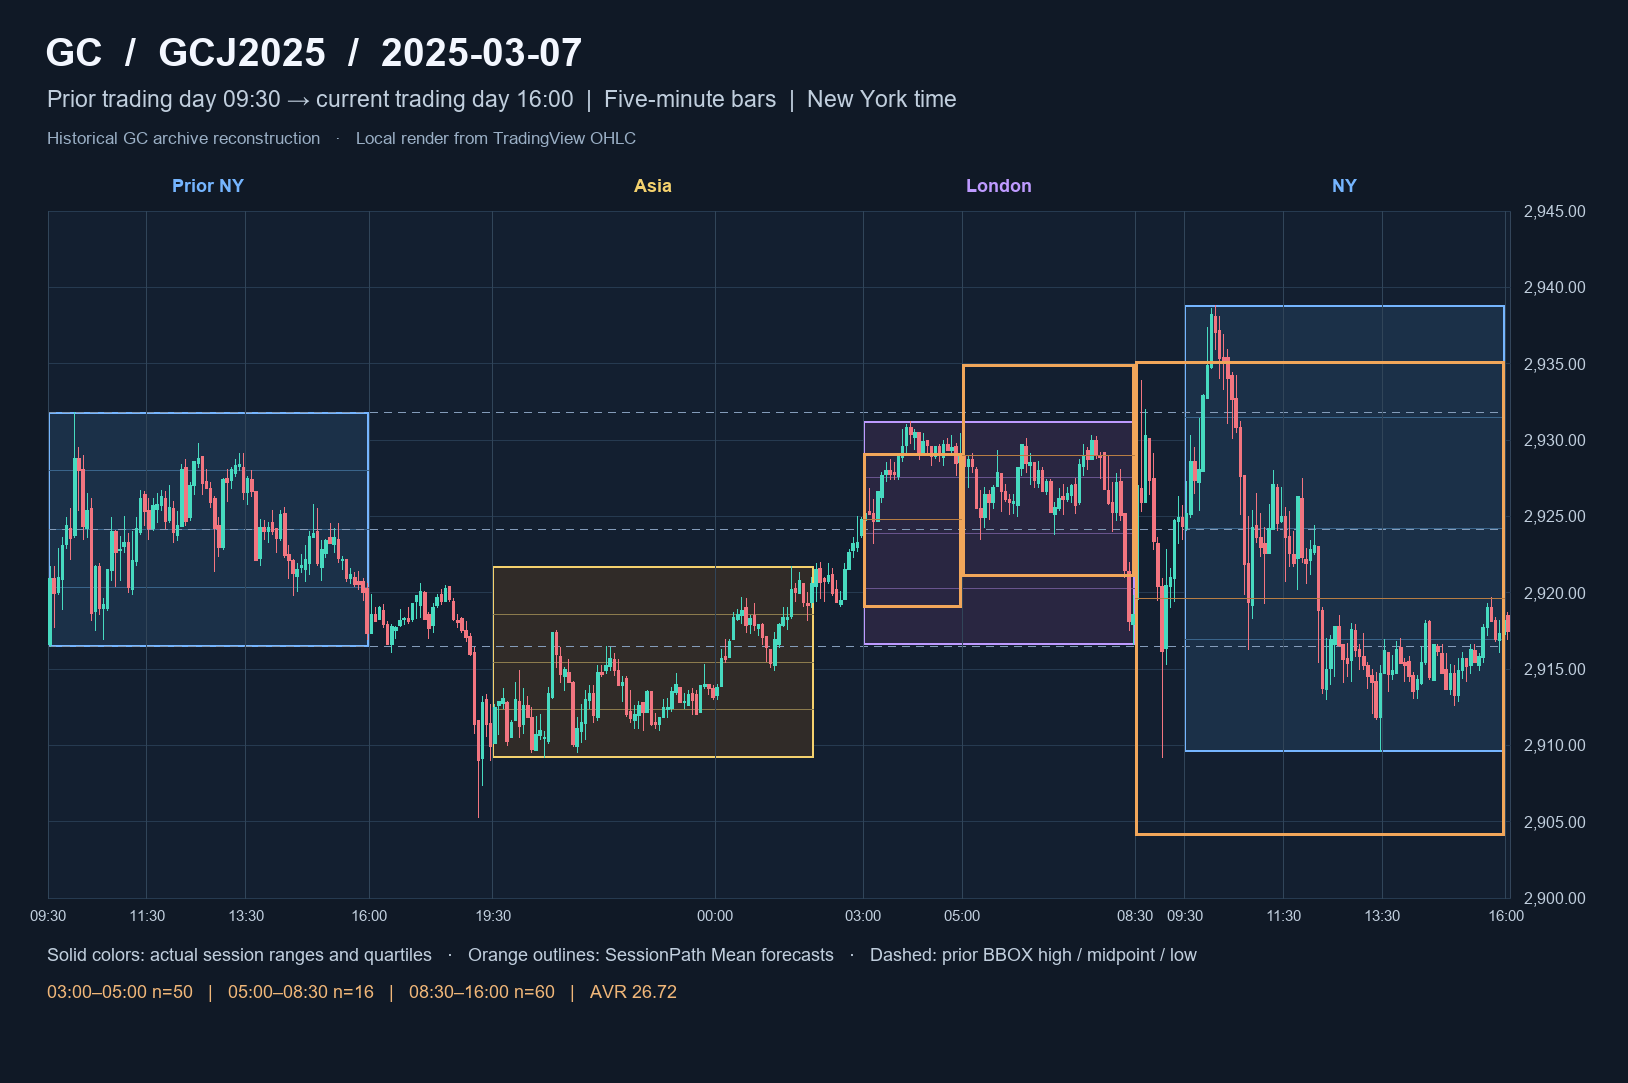 GC / GCJ2025 / 2025-03-07
Prior trading day 09:30 → current trading day 16:00 | Five-minute bars | New York time
Historical GC archive reconstruction · Local render from TradingView OHLC
Prior NY Asia London NY
2,945.00
2,940.00
2,935.00
2,930.00
2,925.00
2,920.00
2,915.00
2,910.00
2,905.00
2,900.00
09:30 11:30 13:30 16:00 19:30 00:00 03:00 05:00 08:30 09:30 11:30 13:30 16:00
Solid colors: actual session ranges and quartiles · Orange outlines: SessionPath Mean forecasts · Dashed: prior BBOX high / midpoint / low
03:00–05:00 n=50 | 05:00–08:30 n=16 | 08:30–16:00 n=60 | AVR 26.72